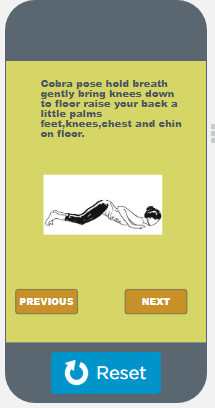 Cobra pose hold breath
gently bring knees down
to floor raise your back a
little palms
feet,knees,chest and chin
on floor.
PREVIOUS
NEXT
Reset